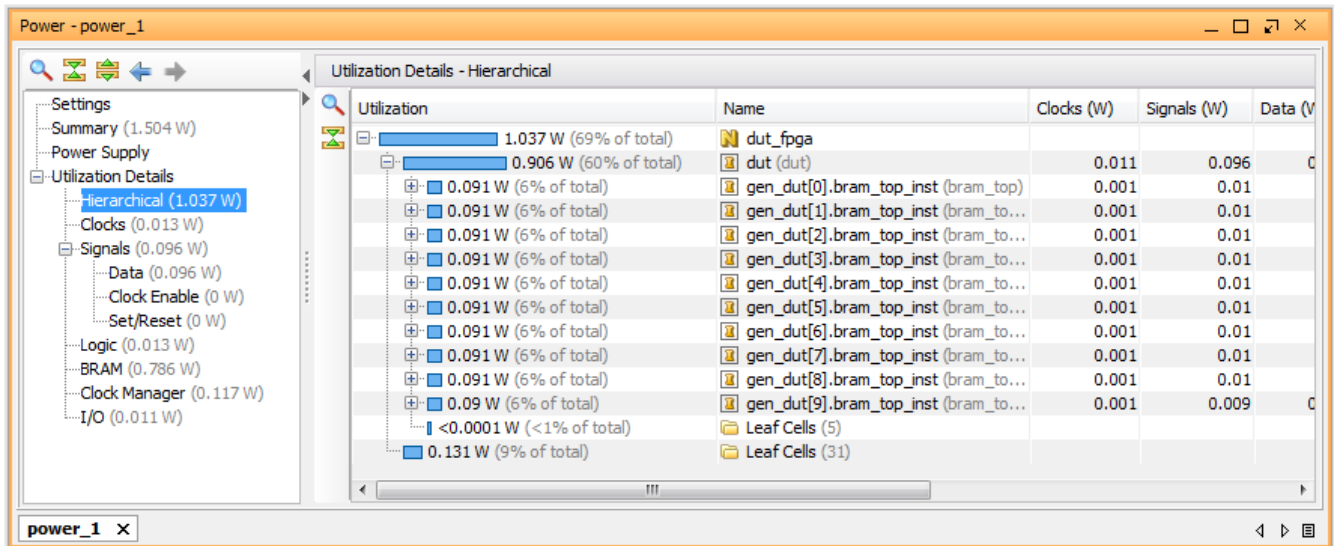 Power - power_1
Utilization Details - Hierarchical
Settings
Summary (1.504 W)
Power Supply
Utilization Details
Hierarchical (1.037 W)
Clocks (0.013 W)
Signals (0.096 W)
Data (0.096 W)
Clock Enable (0 W)
Set/Reset (0 W)
Logic (0.013 W)
BRAM (0.786 W)
Clock Manager (0.117 W)
I/O (0.011 W)
Utilization Name Clocks (W) Signals (W) Data (W
1.037 W (69% of total) dut_fpga
0.906 W (60% of total) dut (dut) 0.011 0.096 0
0.091 W (6% of total) gen_dut[0].bram_top_inst (bram_top) 0.001 0.01
0.091 W (6% of total) gen_dut[1].bram_top_inst (bram_to... 0.001 0.01
0.091 W (6% of total) gen_dut[2].bram_top_inst (bram_to... 0.001 0.01
0.091 W (6% of total) gen_dut[3].bram_top_inst (bram_to... 0.001 0.01
0.091 W (6% of total) gen_dut[4].bram_top_inst (bram_to... 0.001 0.01
0.091 W (6% of total) gen_dut[5].bram_top_inst (bram_to... 0.001 0.01
0.091 W (6% of total) gen_dut[6].bram_top_inst (bram_to... 0.001 0.01
0.091 W (6% of total) gen_dut[7].bram_top_inst (bram_to... 0.001 0.01
0.091 W (6% of total) gen_dut[8].bram_top_inst (bram_to... 0.001 0.01
0.09 W (6% of total) gen_dut[9].bram_top_inst (bram_to... 0.001 0.009 0
<0.0001 W (<1% of total) Leaf Cells (5)
0.131 W (9% of total) Leaf Cells (31)
power_1